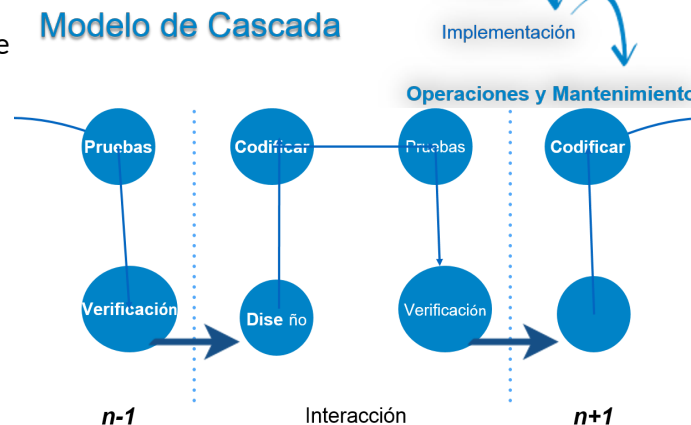 e
Modelo de Cascada
Implementación
Operaciones y Mantenimiento
Pruebas
Codificar
Pruebas
Codificar
Verificación
Dise ño
Verificación
n-1
Interacción
n+1